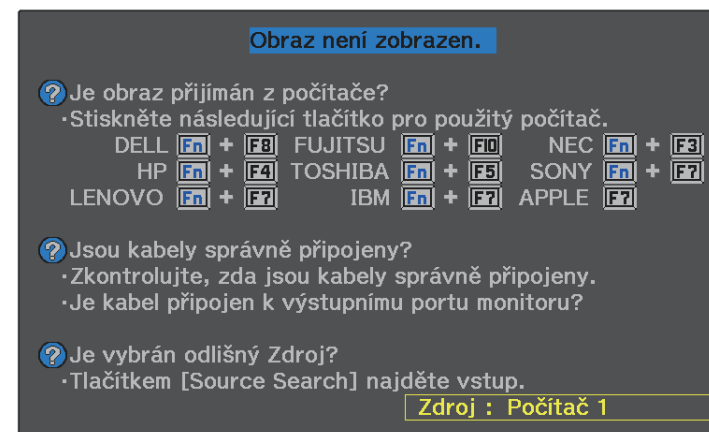 Obraz není zobrazen.
? Je obraz přijímán z počítače?
·Stiskněte následující tlačítko pro použitý počítač.
DELL Fn + F8 FUJITSU Fn + F10 NEC Fn + F3
HP Fn + F4 TOSHIBA Fn + F5 SONY Fn + F7
LENOVO Fn + F7 IBM Fn + F7 APPLE F7
? Jsou kabely správně připojeny?
·Zkontrolujte, zda jsou kabely správně připojeny.
·Je kabel připojen k výstupnímu portu monitoru?
? Je vybrán odlišný Zdroj?
·Tlačítkem [Source Search] najděte vstup.
Zdroj : Počítač 1